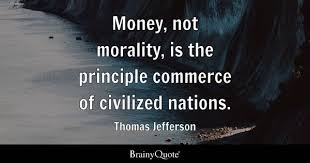 Money, not
morality, is the
principle commerce
of civilized nations.
Thomas Jefferson
BrainyQuote®